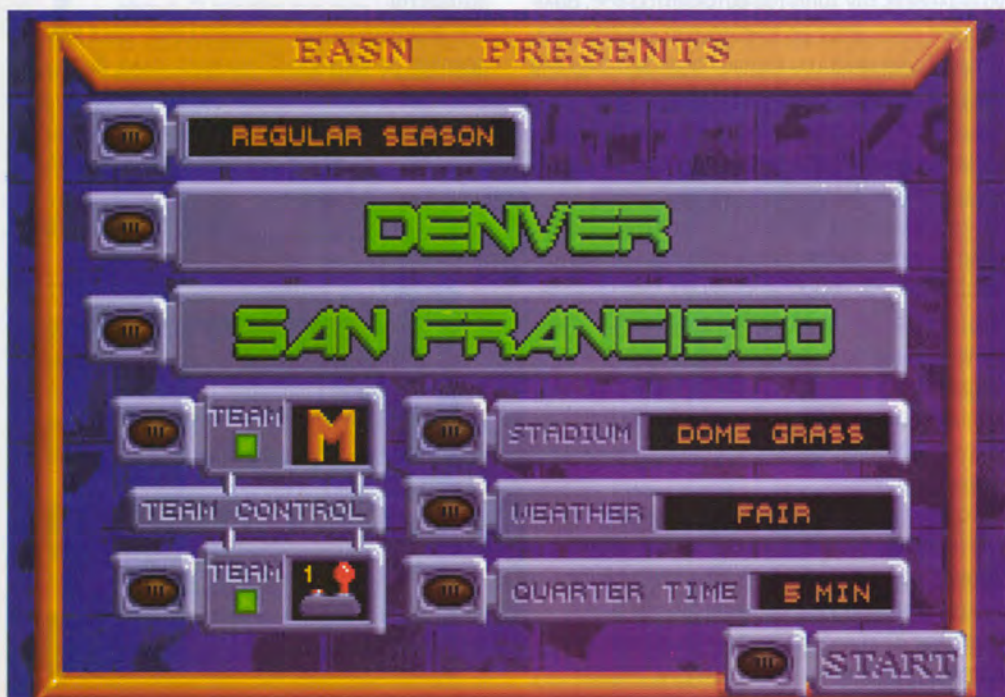 EASN PRESENTS
REGULAR SEASON
DENVER
SAN FRANCISCO
TEAM M
STADIUM DOME GRASS
TEAM CONTROL
WEATHER FAIR
TEAM 1
QUARTER TIME 5 MIN
START